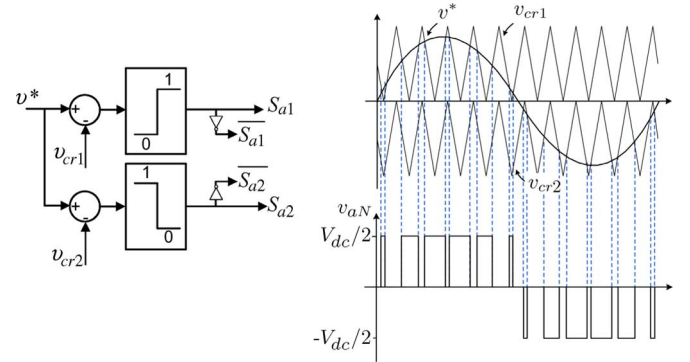 v*
+
-
v_cr1
1
0
S_a1
S̅_a1
+
-
v_cr2
1
0
S̅_a2
S_a2
v*
v_cr1
v_cr2
v_aN
V_dc/2
-V_dc/2